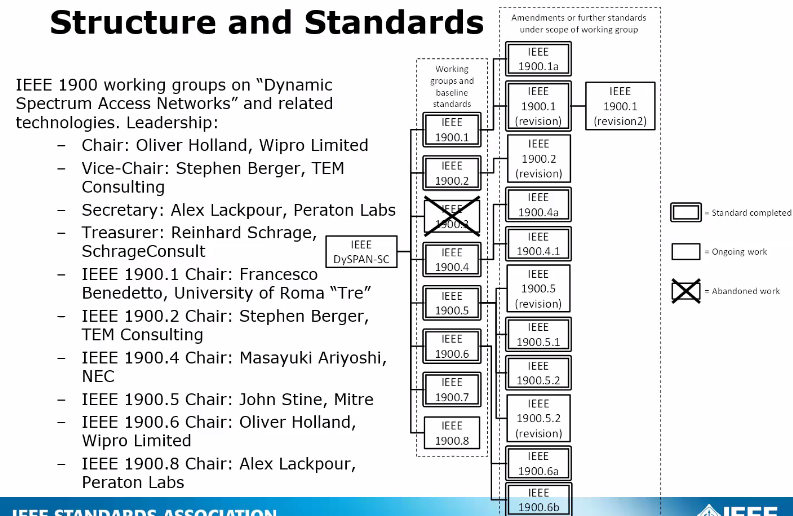 Structure and Standards
IEEE 1900 working groups on “Dynamic
Spectrum Access Networks” and related
technologies. Leadership:
– Chair: Oliver Holland, Wipro Limited
– Vice-Chair: Stephen Berger, TEM
Consulting
– Secretary: Alex Lackpour, Peraton Labs
– Treasurer: Reinhard Schrage,
SchrageConsult
– IEEE 1900.1 Chair: Francesco
Benedetto, University of Roma “Tre”
– IEEE 1900.2 Chair: Stephen Berger,
TEM Consulting
– IEEE 1900.4 Chair: Masayuki Ariyoshi,
NEC
– IEEE 1900.5 Chair: John Stine, Mitre
– IEEE 1900.6 Chair: Oliver Holland,
Wipro Limited
– IEEE 1900.8 Chair: Alex Lackpour,
Peraton Labs
IEEE
DySPAN-SC
Working
groups and
baseline
standards
IEEE
1900.1
IEEE
1900.2
IEEE
1900.3
IEEE
1900.4
IEEE
1900.5
IEEE
1900.6
IEEE
1900.7
IEEE
1900.8
Amendments or further standards
under scope of working group
IEEE
1900.1a
IEEE
1900.1
(revision)
IEEE
1900.1
(revision2)
IEEE
1900.2
(revision)
IEEE
1900.4a
IEEE
1900.4.1
IEEE
1900.5
(revision)
IEEE
1900.5.1
IEEE
1900.5.2
IEEE
1900.5.2
(revision)
IEEE
1900.6a
IEEE
1900.6b
= Standard completed
= Ongoing work
= Abandoned work
IEEE STANDARDS ASSOCIATION
IEEE